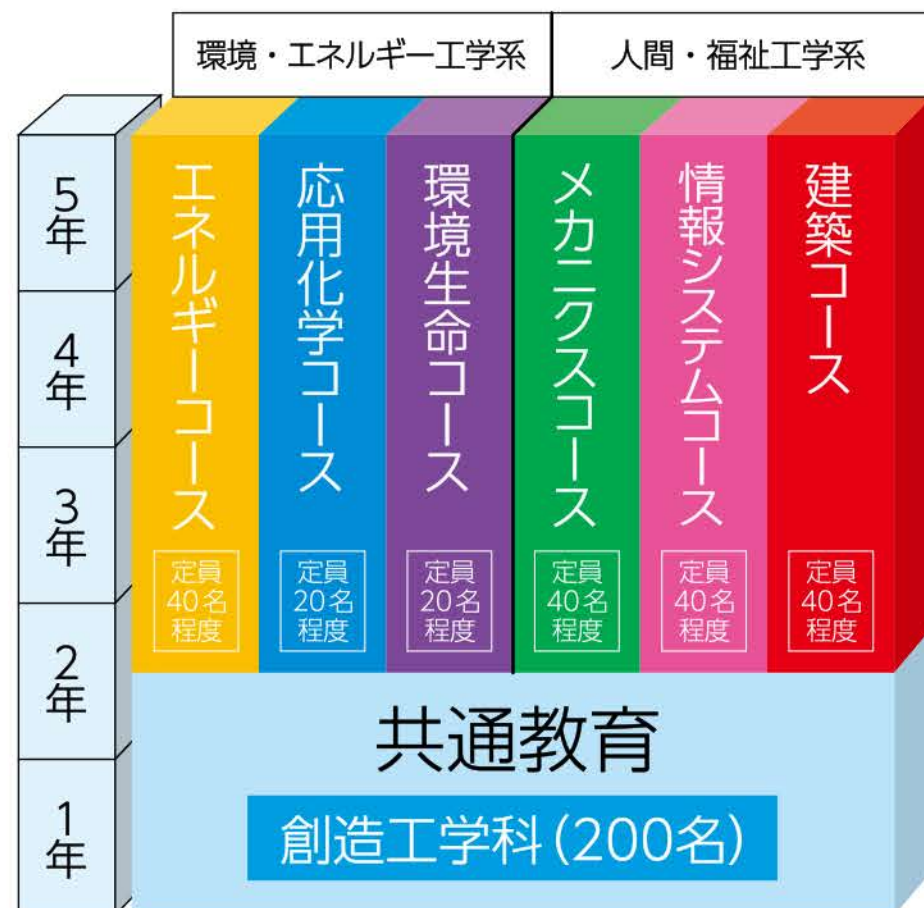 環境・エネルギー工学系
人間・福祉工学系
5年
4年
3年
2年
1年
エネルギーコース
定員
40名
程度
応用化学コース
定員
20名
程度
環境生命コース
定員
20名
程度
メカニクスコース
定員
40名
程度
情報システムコース
定員
40名
程度
建築コース
定員
40名
程度
共通教育
創造工学科(200名)